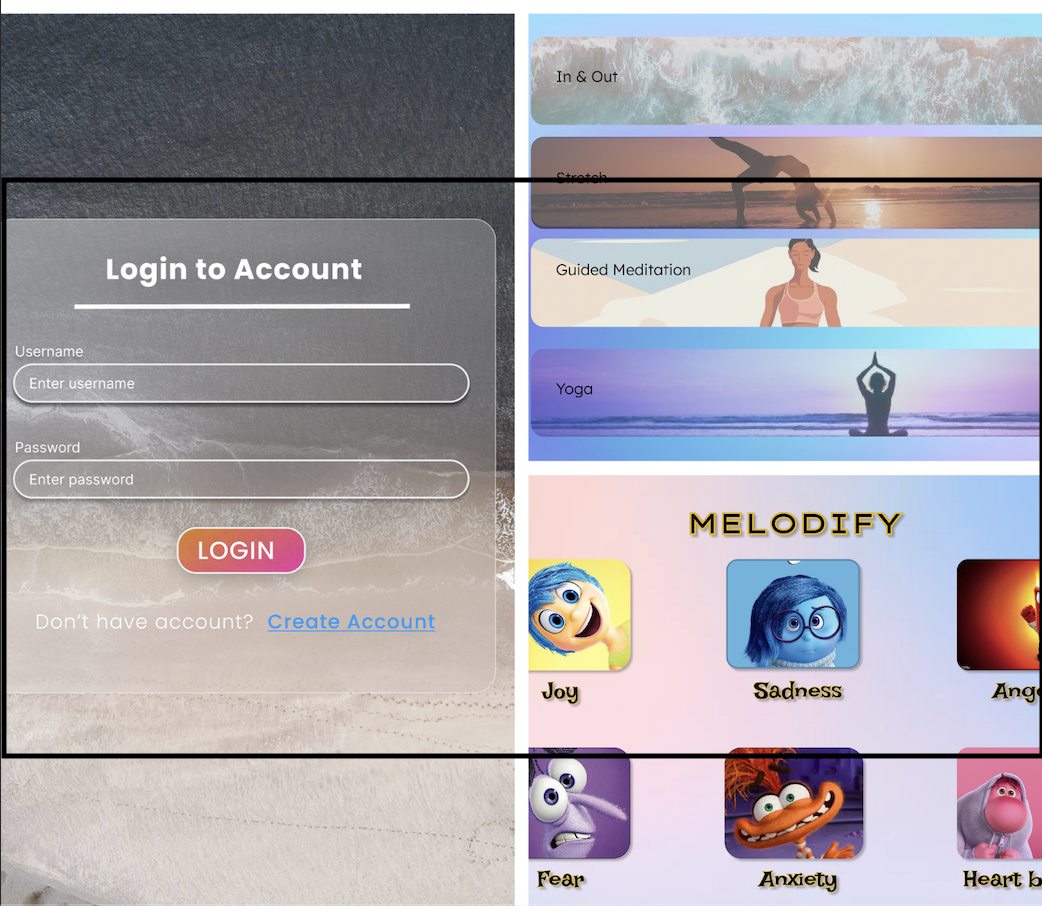 Login to Account
Username
Enter username
Password
Enter password
LOGIN
Don't have account? Create Account
In & Out
Stretch
Guided Meditation
Yoga
MELODIFY
Joy
Sadness
Ange
Fear
Anxiety
Heart b